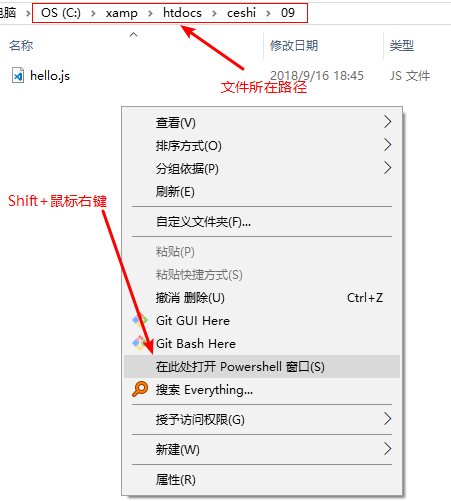 电脑 › OS (C:) › xamp › htdocs › ceshi › 09
名称 修改日期 类型
hello.js 2018/9/16 18:45 JS 文件
文件所在路径
查看(V)
排序方式(O)
分组依据(P)
刷新(E)
Shift+鼠标右键
自定义文件夹(F)...
粘贴(P)
粘贴快捷方式(S)
撤消 删除(U) Ctrl+Z
Git GUI Here
Git Bash Here
在此处打开 Powershell 窗口(S)
搜索 Everything...
授予访问权限(G)
新建(W)
属性(R)